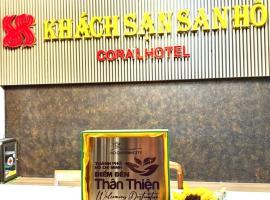 KHÁCH SẠN SAN HÔ
CORAL HOTEL
THÀNH PHỐ
HỒ CHÍ MINH
ĐIỂM ĐẾN
Thân Thiện
Welcoming Destination